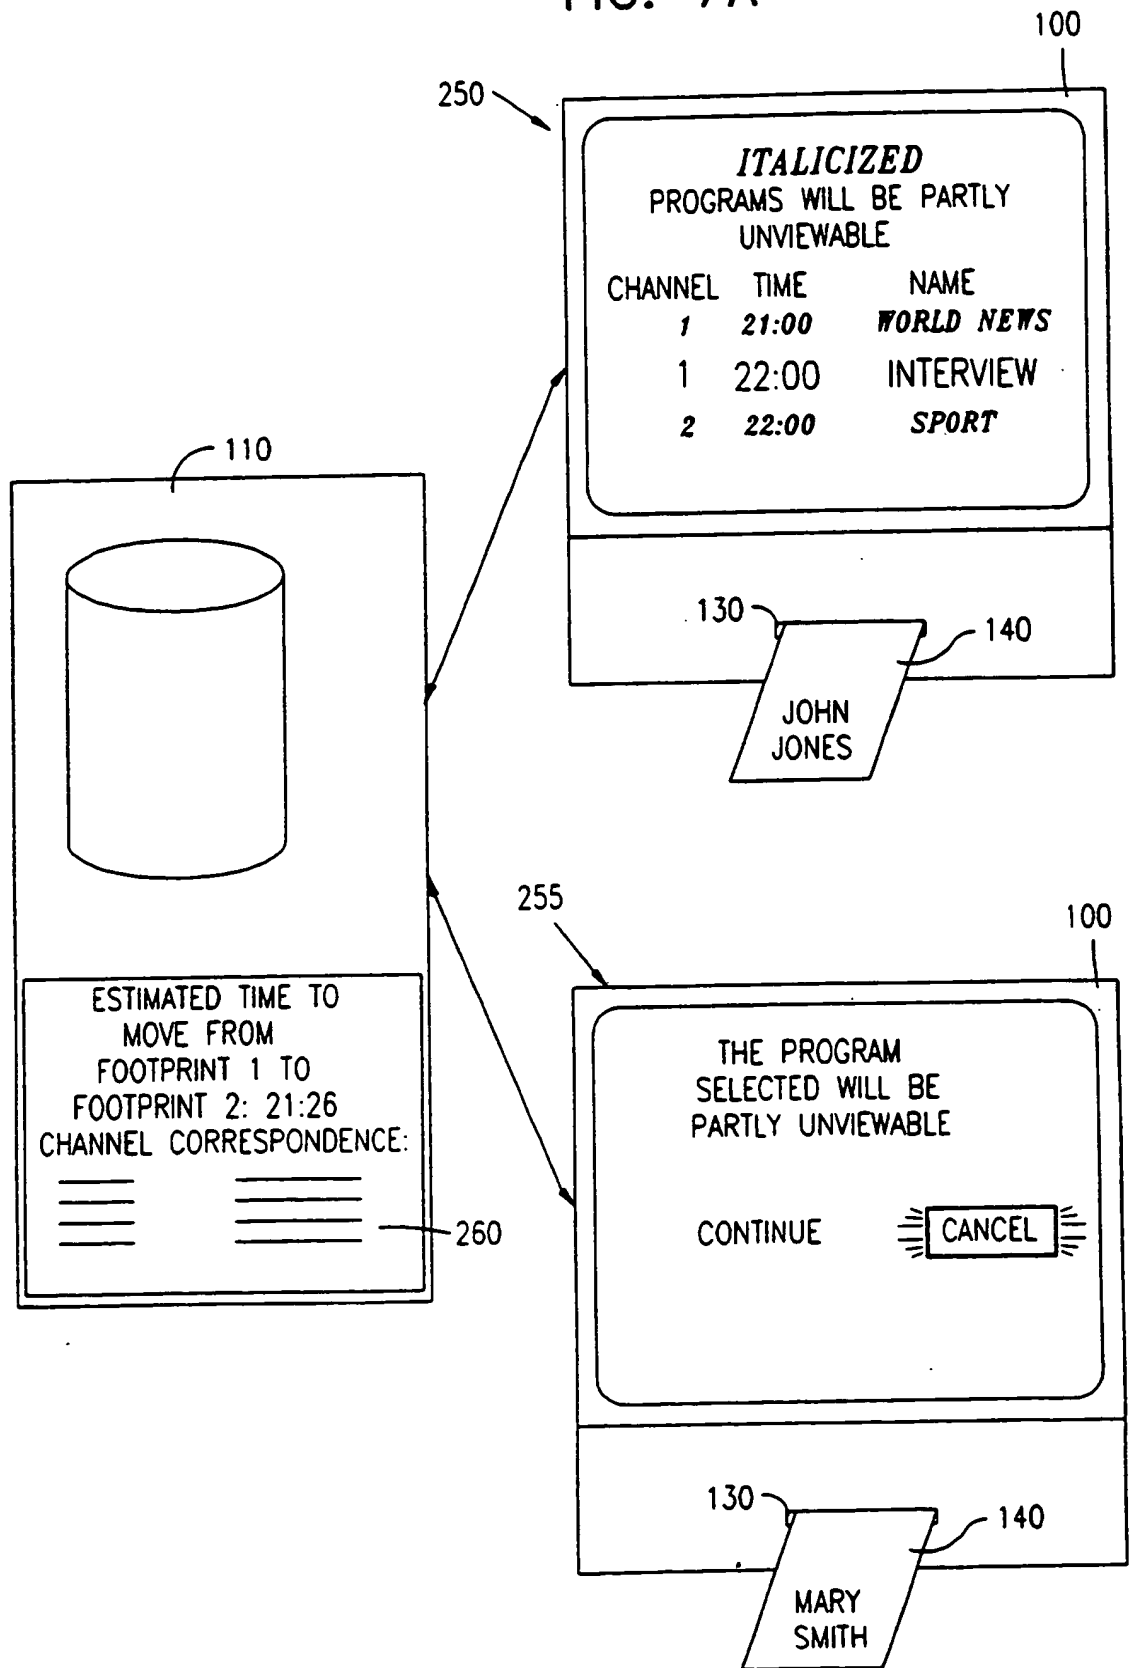 FIG. 7A
100
250
ITALICIZED
PROGRAMS WILL BE PARTLY
UNVIEWABLE
CHANNEL TIME NAME
1 21:00 WORLD NEWS
1 22:00 INTERVIEW
2 22:00 SPORT
110
130
140
JOHN
JONES
255
100
ESTIMATED TIME TO
MOVE FROM
FOOTPRINT 1 TO
FOOTPRINT 2: 21:26
CHANNEL CORRESPONDENCE:
260
THE PROGRAM
SELECTED WILL BE
PARTLY UNVIEWABLE
CONTINUE CANCEL
130
140
MARY
SMITH